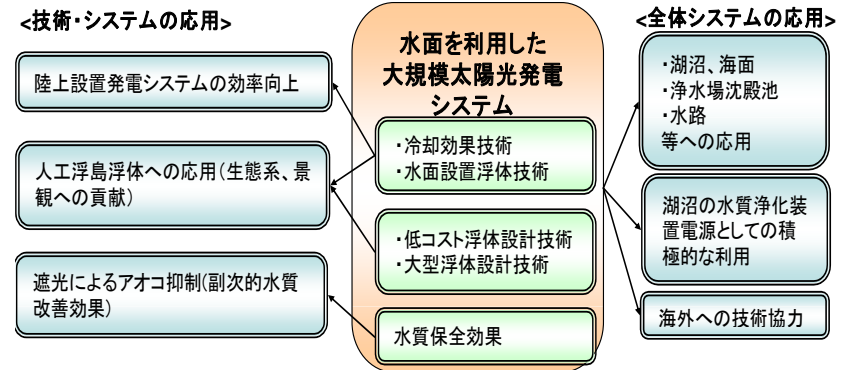 <技術・システムの応用>
陸上設置発電システムの効率向上
人工浮島浮体への応用(生態系、景
観への貢献)
遮光によるアオコ抑制(副次的水質
改善効果)
水面を利用した
大規模太陽光発電
システム
・冷却効果技術
・水面設置浮体技術
・低コスト浮体設計技術
・大型浮体設計技術
水質保全効果
<全体システムの応用>
・湖沼、海面
・浄水場沈殿池
・水路
等への応用
湖沼の水質浄化装
置電源としての積
極的な利用
海外への技術協力